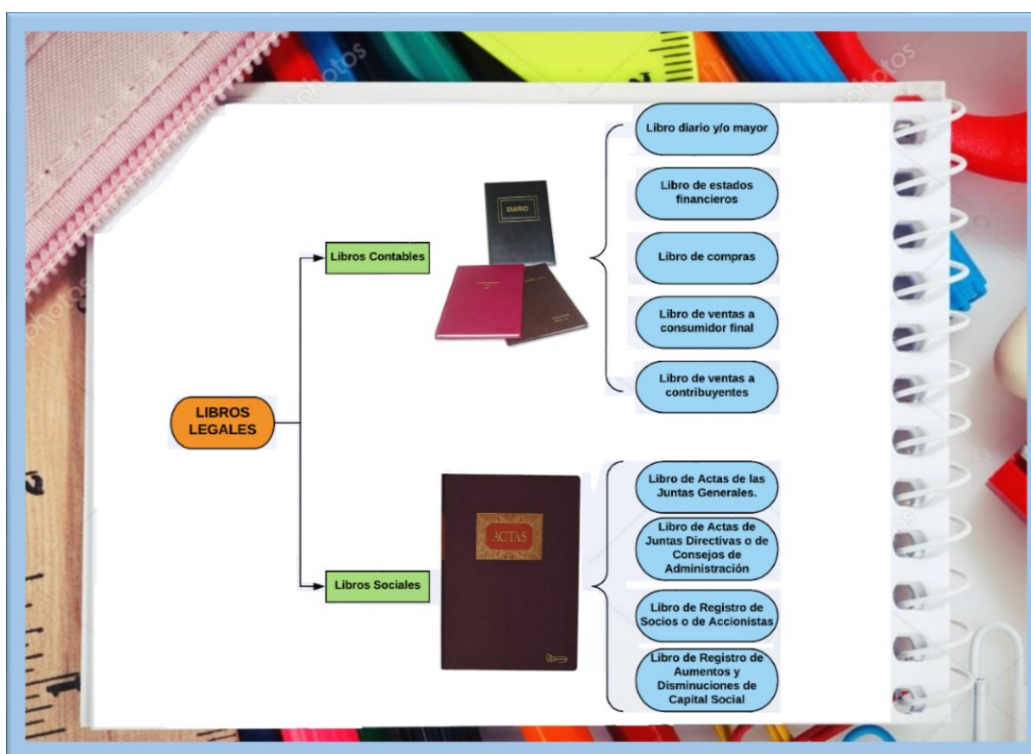 LIBROS
LEGALES
Libros Contables
DIARIO
Libro diario y/o mayor
Libro de estados
financieros
Libro de compras
Libro de ventas a
consumidor final
Libro de ventas a
contribuyentes
Libros Sociales
ACTAS
Libro de Actas de las
Juntas Generales.
Libro de Actas de
Juntas Directivas o de
Consejos de
Administración
Libro de Registro de
Socios o de Accionistas
Libro de Registro de
Aumentos y
Disminuciones de
Capital Social